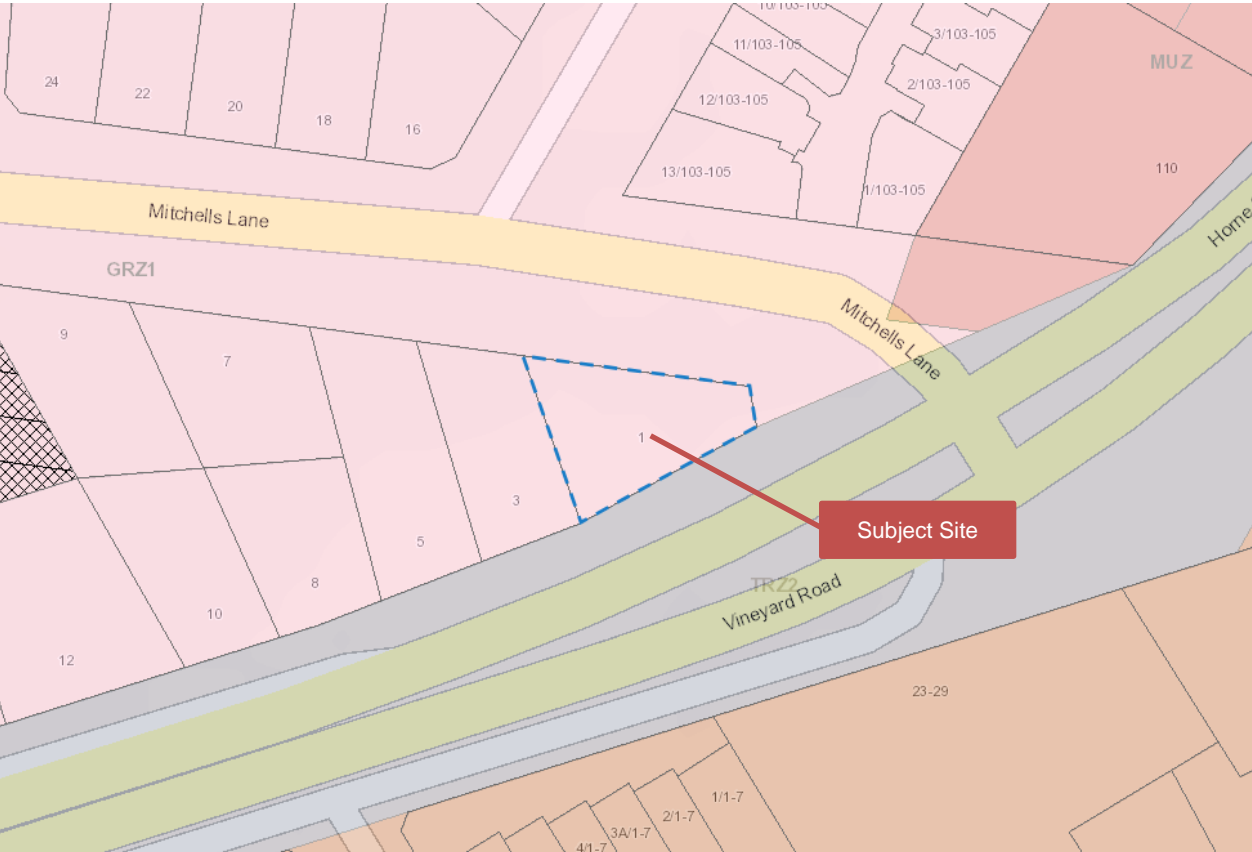 10/103-105
3/103-105
11/103-105
MUZ
24
22
2/103-105
20
12/103-105
18
16
13/103-105
110
1/103-105
Mitchells Lane
Home
GRZ1
9
7
Mitchells Lane
1
3
Subject Site
5
8
TRZ2
Vineyard Road
10
12
23-29
1/1-7
2/1-7
3A/1-7
4/1-7